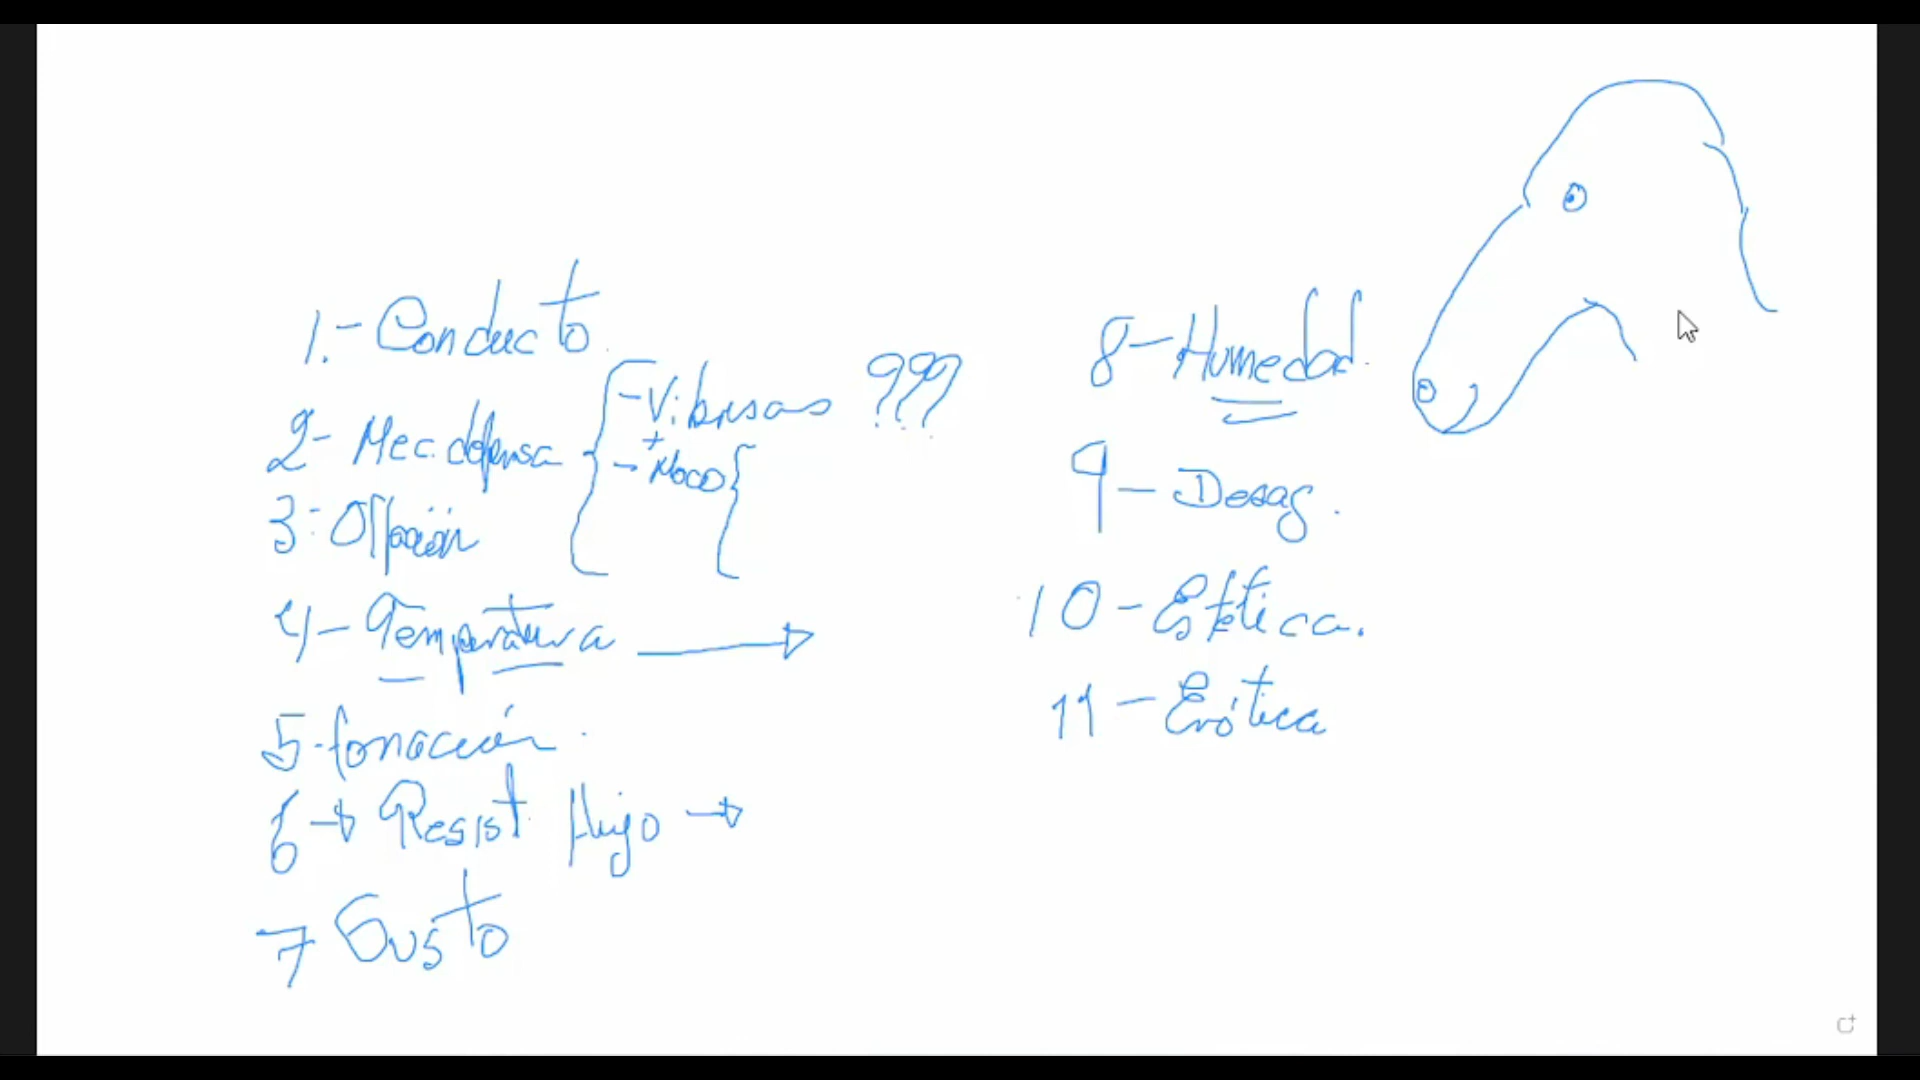 1.- Conducto.
2- Mec. defensa { - Vibrisas ???
+
- Moco {
3- Olfación
4- Temperatura →
5- fonación.
6 → Resist flujo →
7 Gusto
8- Humedad.
9- Desag.
10- Estética.
11- Erótica